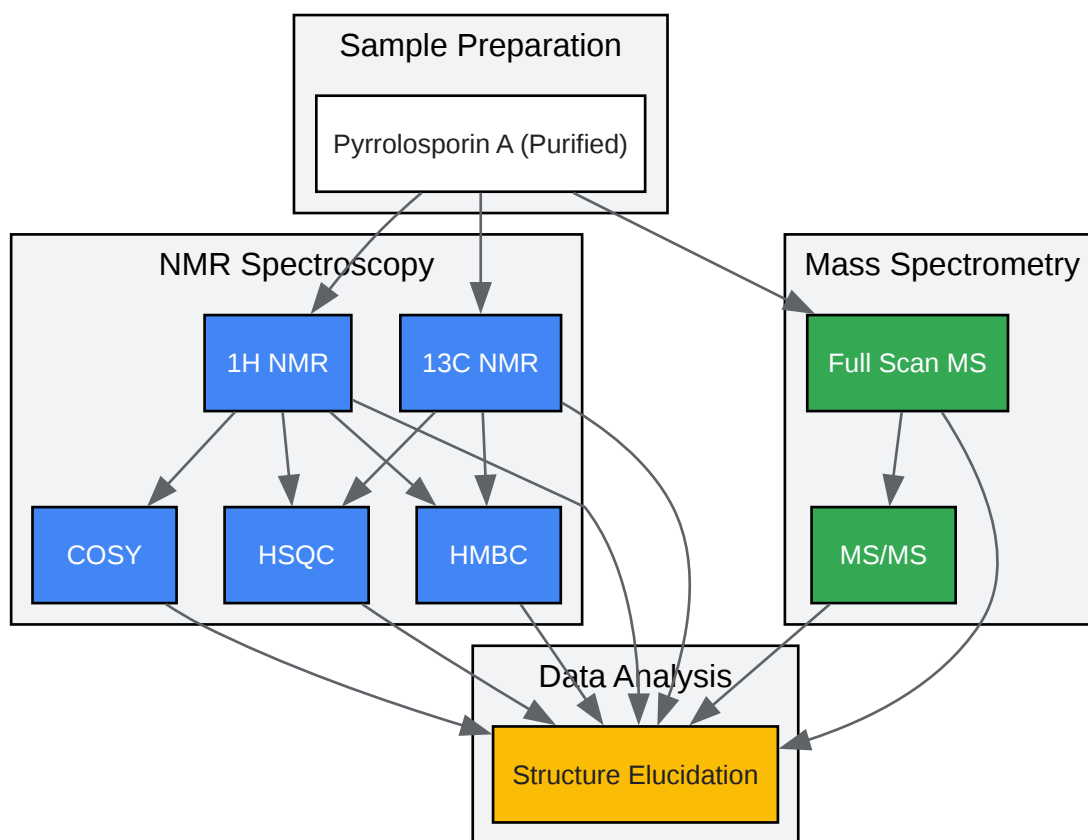 Sample Preparation
Pyrrolosporin A (Purified)
NMR Spectroscopy
Mass Spectrometry
1H NMR
13C NMR
Full Scan MS
COSY
HSQC
HMBC
MS/MS
Data Analysis
Structure Elucidation